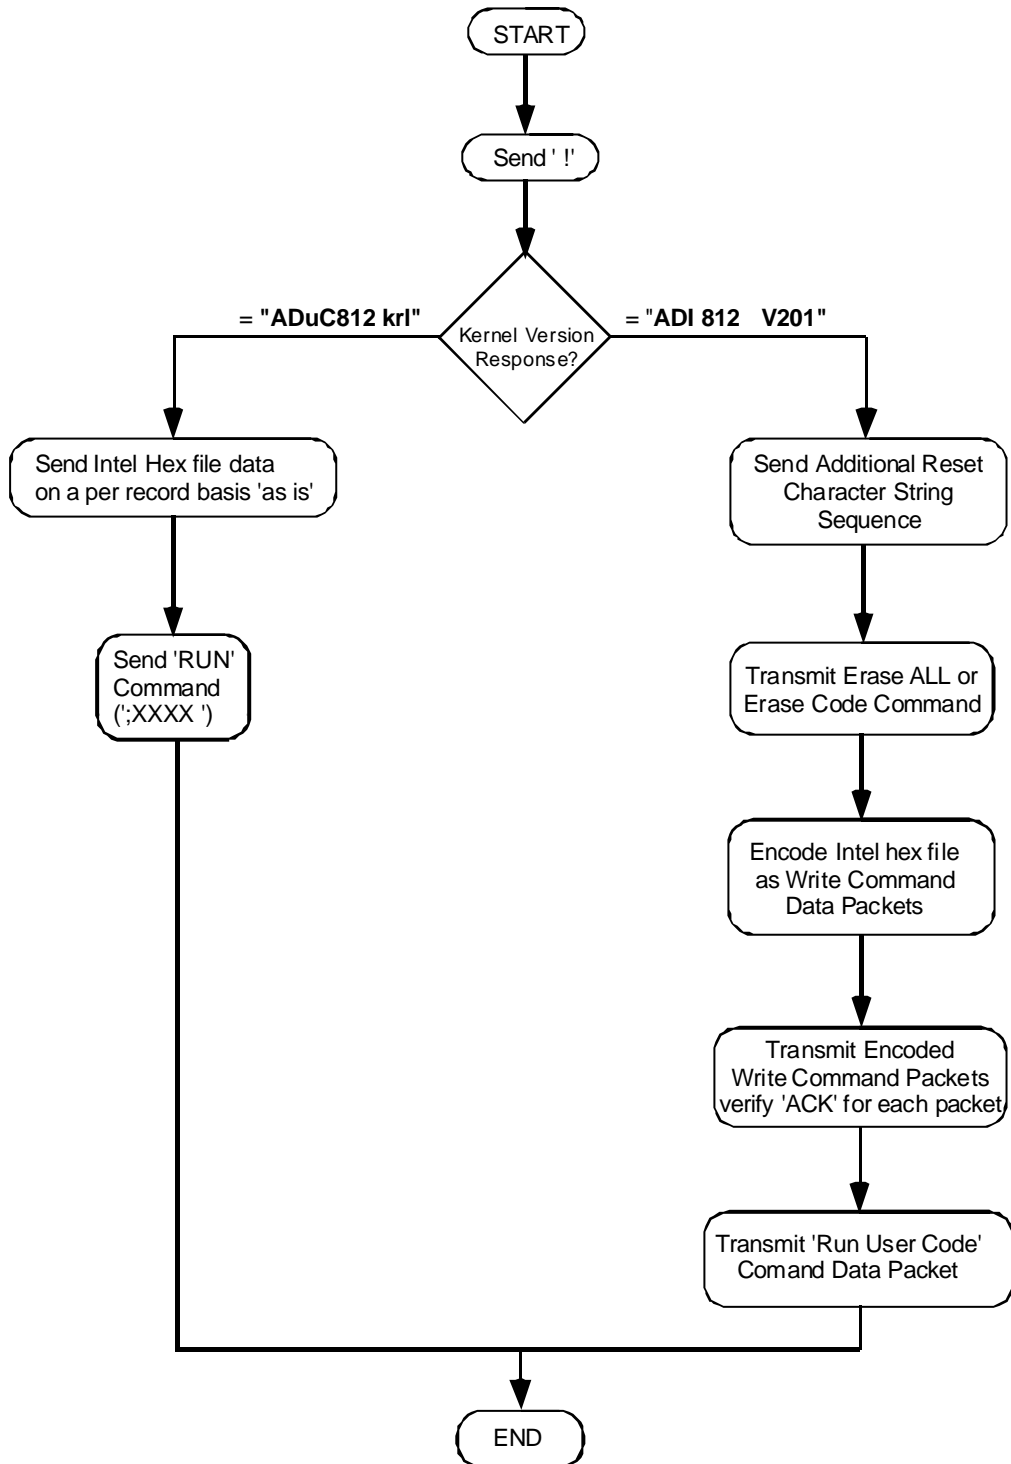 START
Send ' !'
Kernel Version
Response?
= "ADuC812 krl"
= "ADI 812   V201"
Send Intel Hex file data
on a per record basis 'as is'
Send 'RUN'
Command
(';XXXX ')
Send Additional Reset
Character String
Sequence
Transmit Erase ALL or
Erase Code Command
Encode Intel hex file
as Write Command
Data Packets
Transmit Encoded
Write Command Packets
verify 'ACK' for each packet
Transmit 'Run User Code'
Comand Data Packet
END